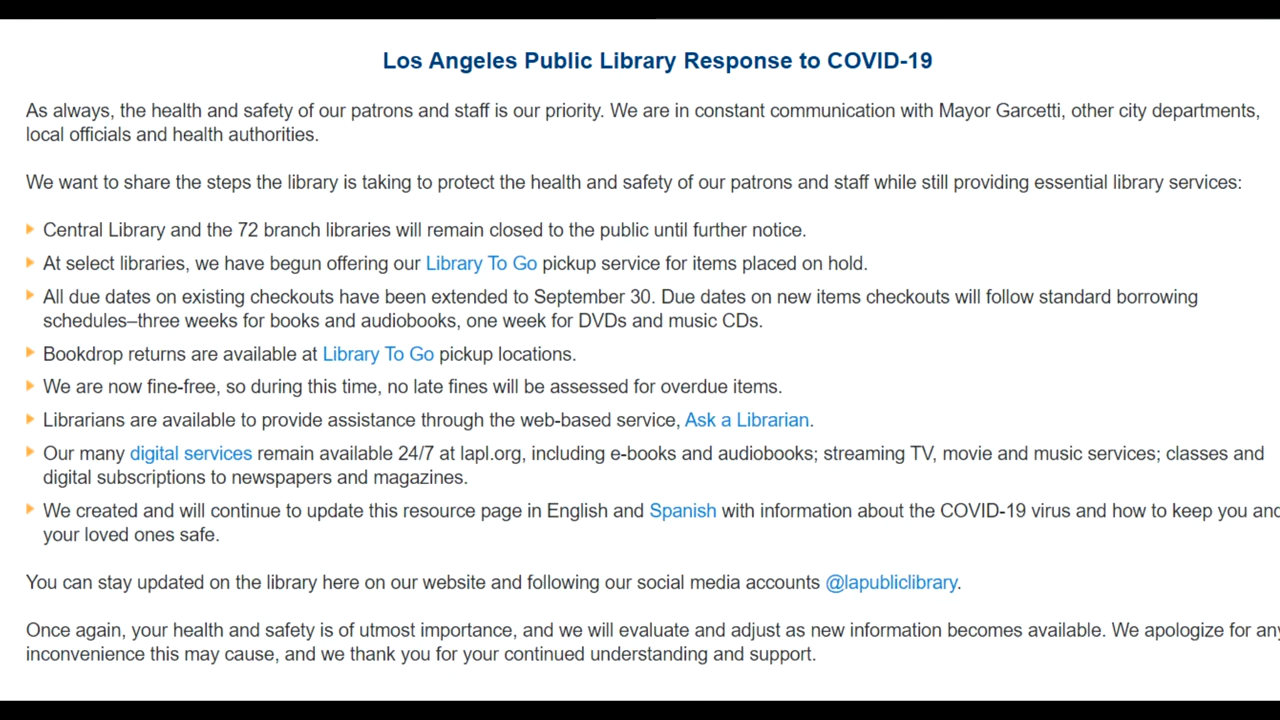 Los Angeles Public Library Response to COVID-19
As always, the health and safety of our patrons and staff is our priority. We are in constant communication with Mayor Garcetti, other city departments,
local officials and health authorities.
We want to share the steps the library is taking to protect the health and safety of our patrons and staff while still providing essential library services:
Central Library and the 72 branch libraries will remain closed to the public until further notice.
At select libraries, we have begun offering our Library To Go pickup service for items placed on hold.
All due dates on existing checkouts have been extended to September 30. Due dates on new items checkouts will follow standard borrowing
schedules–three weeks for books and audiobooks, one week for DVDs and music CDs.
Bookdrop returns are available at Library To Go pickup locations.
We are now fine-free, so during this time, no late fines will be assessed for overdue items.
Librarians are available to provide assistance through the web-based service, Ask a Librarian.
Our many digital services remain available 24/7 at lapl.org, including e-books and audiobooks; streaming TV, movie and music services; classes and
digital subscriptions to newspapers and magazines.
We created and will continue to update this resource page in English and Spanish with information about the COVID-19 virus and how to keep you and
your loved ones safe.
You can stay updated on the library here on our website and following our social media accounts @lapubliclibrary.
Once again, your health and safety is of utmost importance, and we will evaluate and adjust as new information becomes available. We apologize for any
inconvenience this may cause, and we thank you for your continued understanding and support.